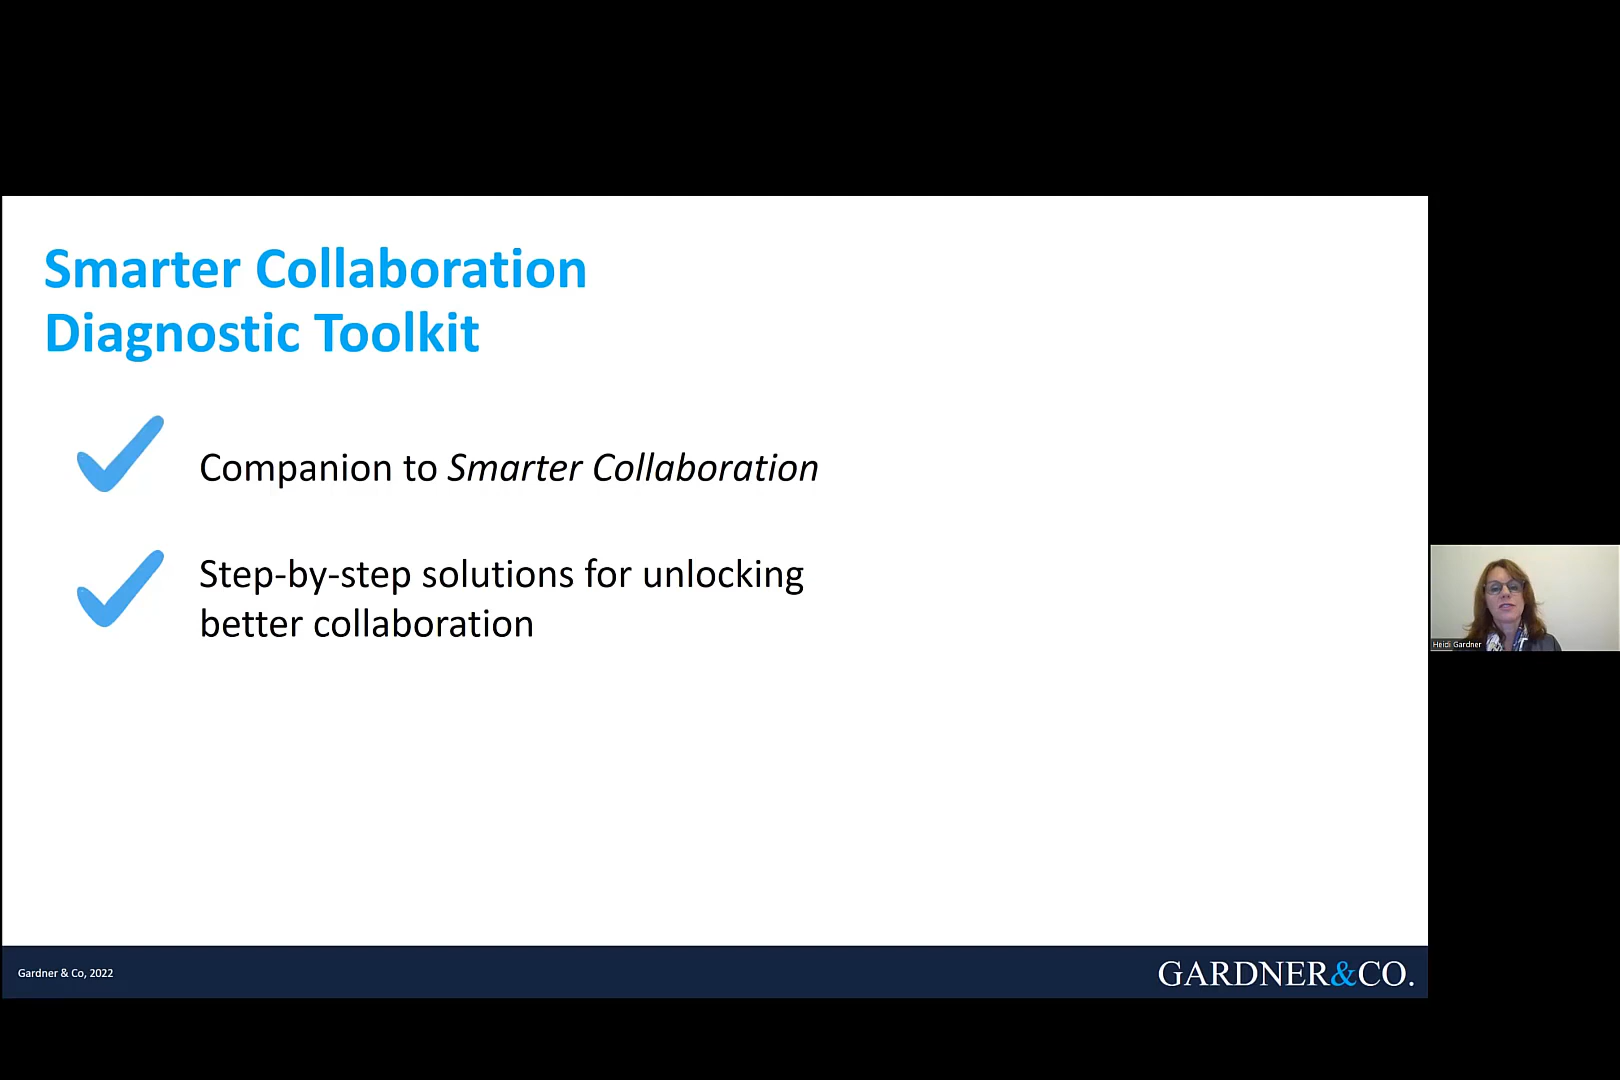 Smarter Collaboration
Diagnostic Toolkit
Companion to Smarter Collaboration
Step-by-step solutions for unlocking
better collaboration
Heidi Gardner
Gardner & Co, 2022
GARDNER&CO.